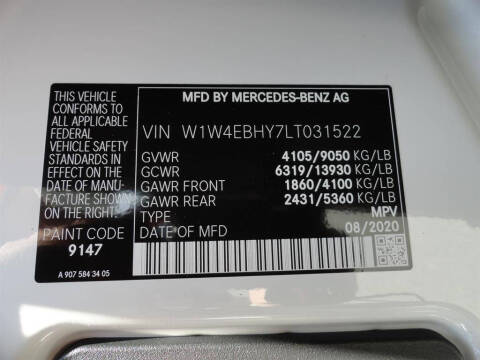 MFD BY MERCEDES-BENZ AG
THIS VEHICLE
CONFORMS TO
ALL APPLICABLE
FEDERAL
VEHICLE SAFETY
STANDARDS IN
EFFECT ON THE
DATE OF MANU-
FACTURE SHOWN
ON THE RIGHT.
PAINT CODE
9147
A 907 584 34 05
VIN W1W4EBHY7LT031522
GVWR 4105/9050 KG/LB
GCWR 6319/13930 KG/LB
GAWR FRONT 1860/4100 KG/LB
GAWR REAR 2431/5360 KG/LB
TYPE MPV
DATE OF MFD 08/2020